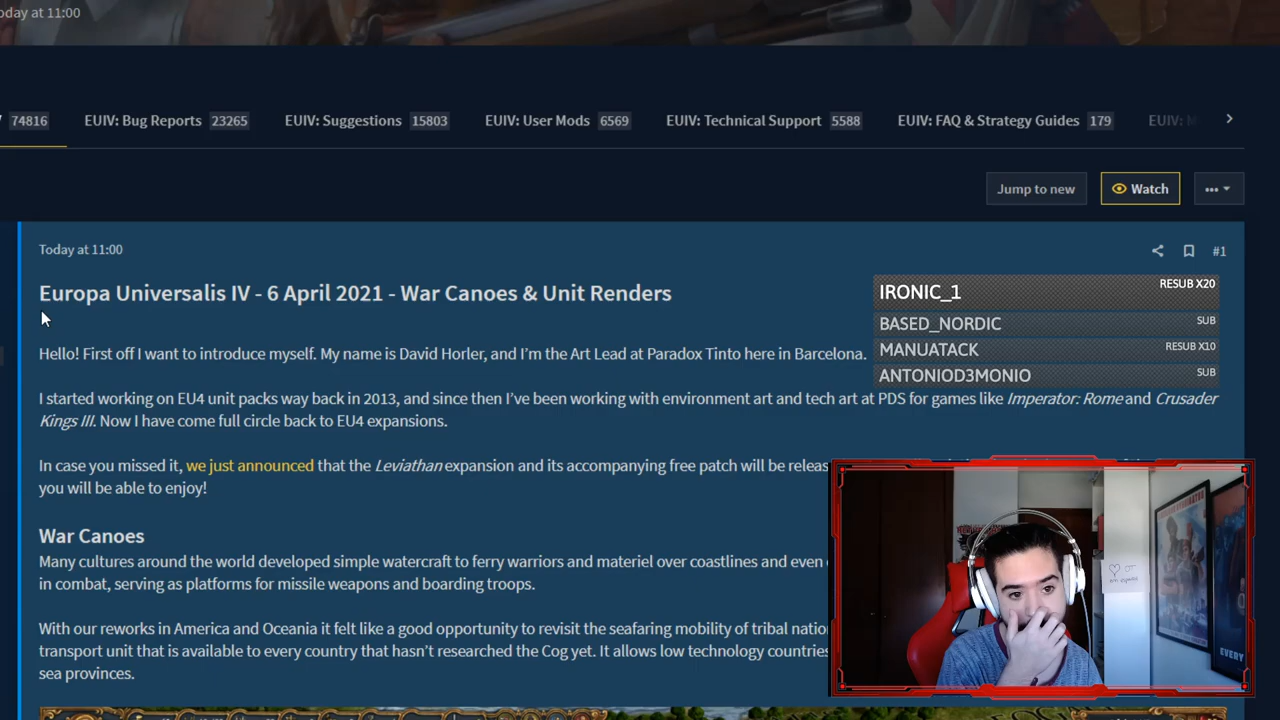 oday at 11:00
74816 EUIV: Bug Reports 23265 EUIV: Suggestions 15803 EUIV: User Mods 6569 EUIV: Technical Support 5588 EUIV: FAQ & Strategy Guides 179 EUIV:
Jump to new Watch
Today at 11:00 #1
Europa Universalis IV - 6 April 2021 - War Canoes & Unit Renders
IRONIC_1 RESUB X20
BASED_NORDIC SUB
MANUATACK RESUB X10
ANTONIOD3MONIO SUB
Hello! First off I want to introduce myself. My name is David Horler, and I'm the Art Lead at Paradox Tinto here in Barcelona.
I started working on EU4 unit packs way back in 2013, and since then I've been working with environment art and tech art at PDS for games like Imperator: Rome and Crusader
Kings III. Now I have come full circle back to EU4 expansions.
In case you missed it, we just announced that the Leviathan expansion and its accompanying free patch will be releas
you will be able to enjoy!
War Canoes
Many cultures around the world developed simple watercraft to ferry warriors and materiel over coastlines and even
in combat, serving as platforms for missile weapons and boarding troops.
With our reworks in America and Oceania it felt like a good opportunity to revisit the seafaring mobility of tribal natio
transport unit that is available to every country that hasn't researched the Cog yet. It allows low technology countries
sea provinces.
EVERY